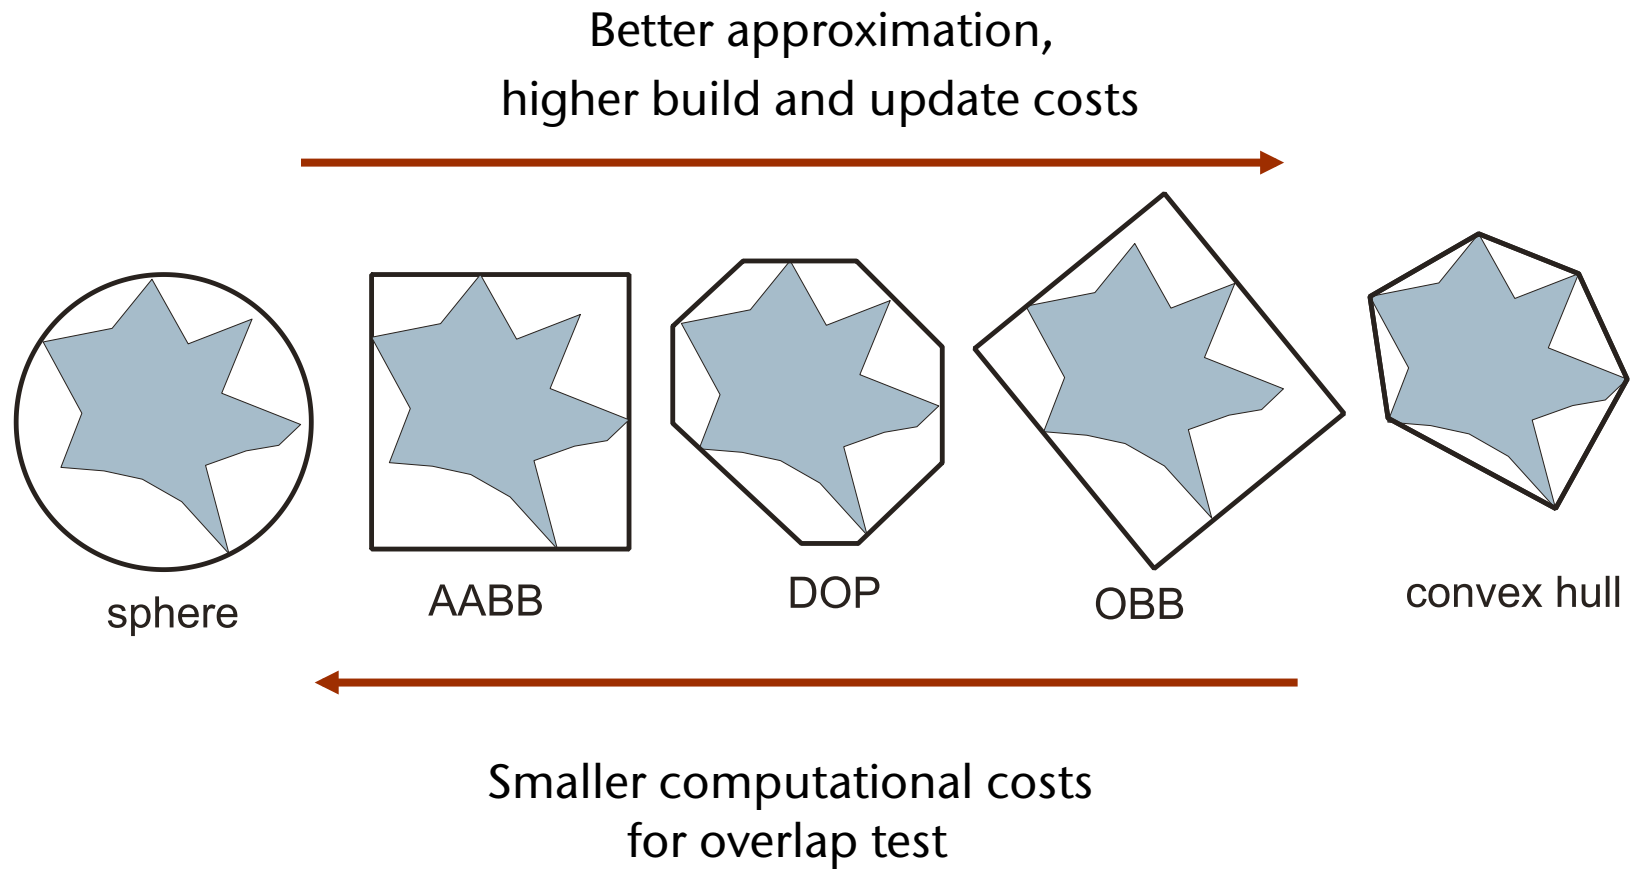 Better approximation,
higher build and update costs
sphere
AABB
DOP
OBB
convex hull
Smaller computational costs
for overlap test